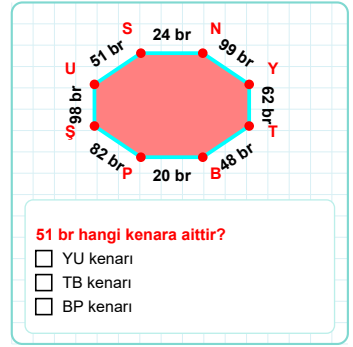 S
24 br
N
51 br
99 br
U
Y
98 br
62 br
Ş
T
82 br
48 br
P
20 br
B
51 br hangi kenara aittir?
YU kenarı
TB kenarı
BP kenarı